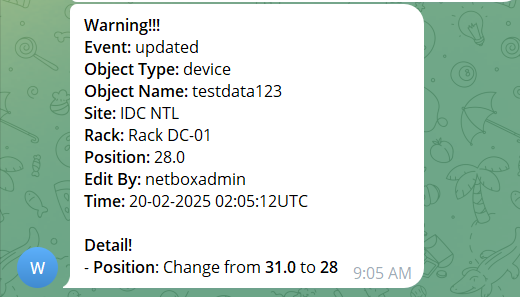 Warning!!!
Event: updated
Object Type: device
Object Name: testdata123
Site: IDC NTL
Rack: Rack DC-01
Position: 28.0
Edit By: netboxadmin
Time: 20-02-2025 02:05:12UTC
Detail!
- Position: Change from 31.0 to 28
9:05 AM
W